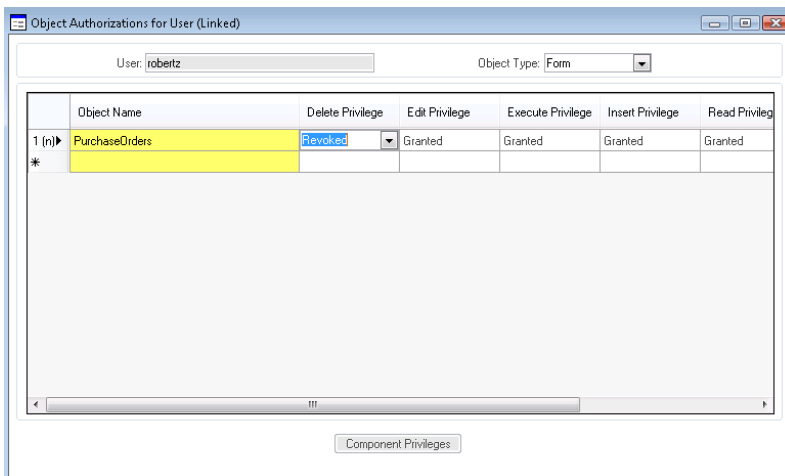 Object Authorizations for User (Linked)
User: robertz Object Type: Form
Object Name Delete Privilege Edit Privilege Execute Privilege Insert Privilege Read Privileg
1 (n) PurchaseOrders Revoked Granted Granted Granted Granted
Component Privileges